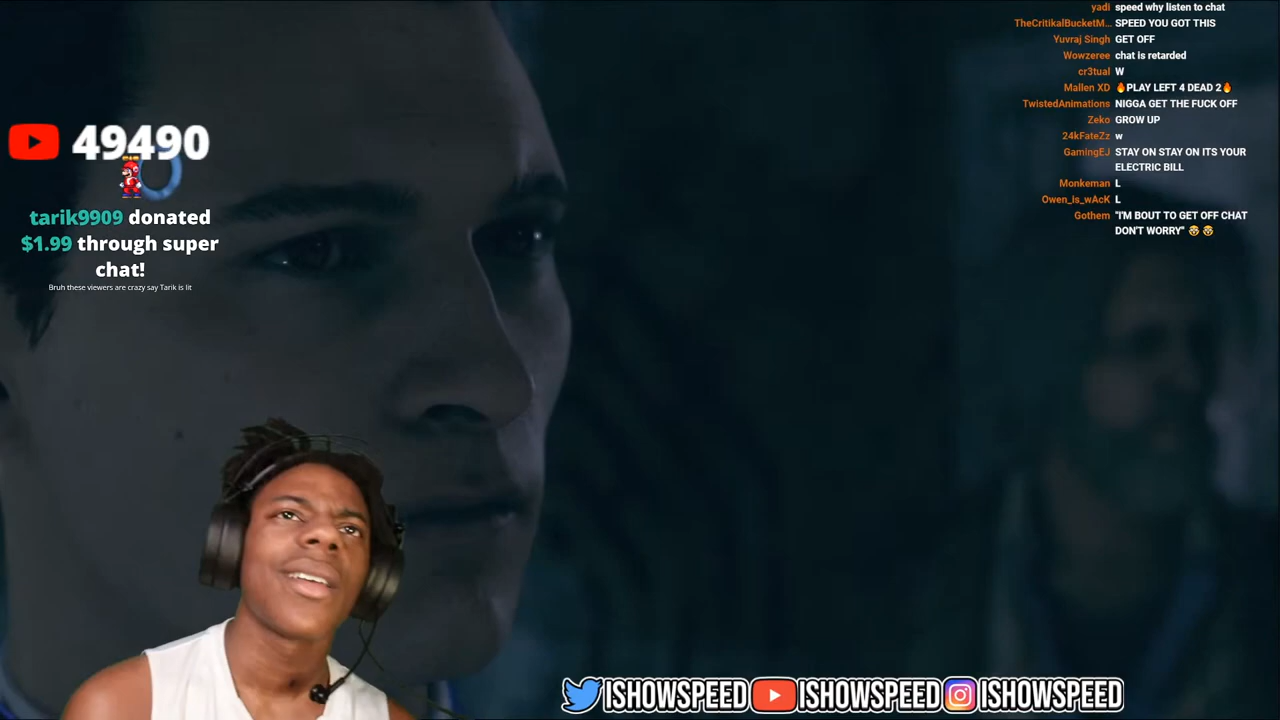 49490
tarik9909 donated
$1.99 through super
chat!
Bruh these viewers are crazy say Tarik is lit
yadi speed why listen to chat
TheCritikalBucketM... SPEED YOU GOT THIS
Yuvraj Singh GET OFF
Wowzeree chat is retarded
cr3tual W
Mallen XD 🔥PLAY LEFT 4 DEAD 2🔥
TwistedAnimations NIGGA GET THE FUCK OFF
Zeko GROW UP
24kFateZz w
GamingEJ STAY ON STAY ON ITS YOUR
ELECTRIC BILL
Monkeman L
Owen_Is_wAcK L
Gothem "I'M BOUT TO GET OFF CHAT
DON'T WORRY" 🤓 🤓
ISHOWSPEED ISHOWSPEED ISHOWSPEED